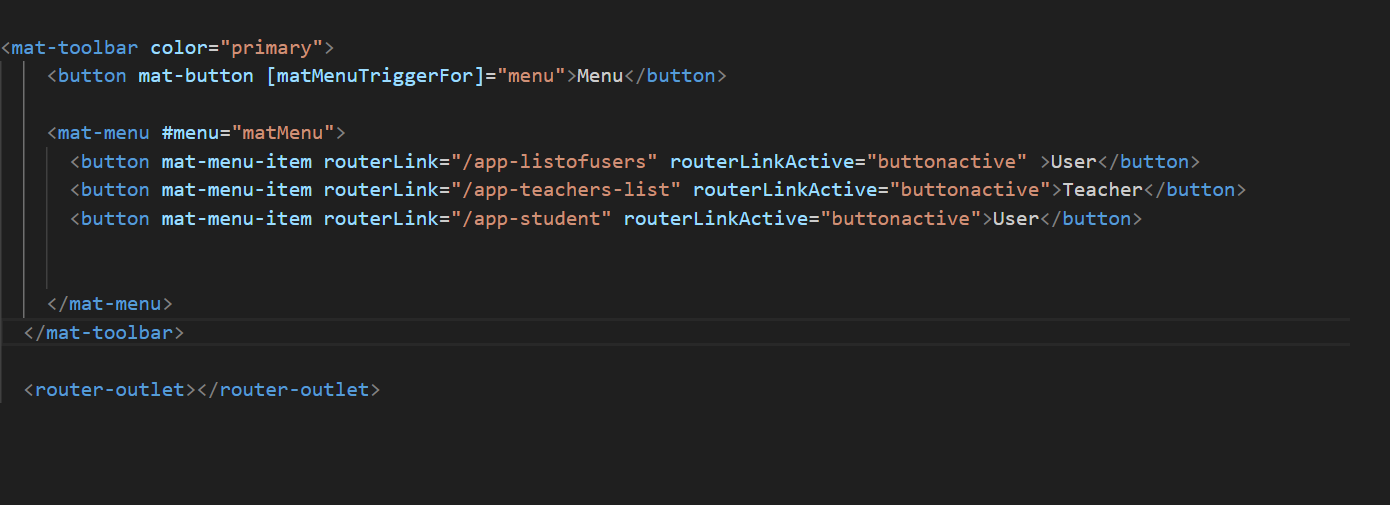 <mat-toolbar color="primary">
<button mat-button [matMenuTriggerFor]="menu">Menu</button>
<mat-menu #menu="matMenu">
<button mat-menu-item routerLink="/app-listofusers" routerLinkActive="buttonactive" >User</button>
<button mat-menu-item routerLink="/app-teachers-list" routerLinkActive="buttonactive">Teacher</button>
<button mat-menu-item routerLink="/app-student" routerLinkActive="buttonactive">User</button>
</mat-menu>
</mat-toolbar>
<router-outlet></router-outlet>